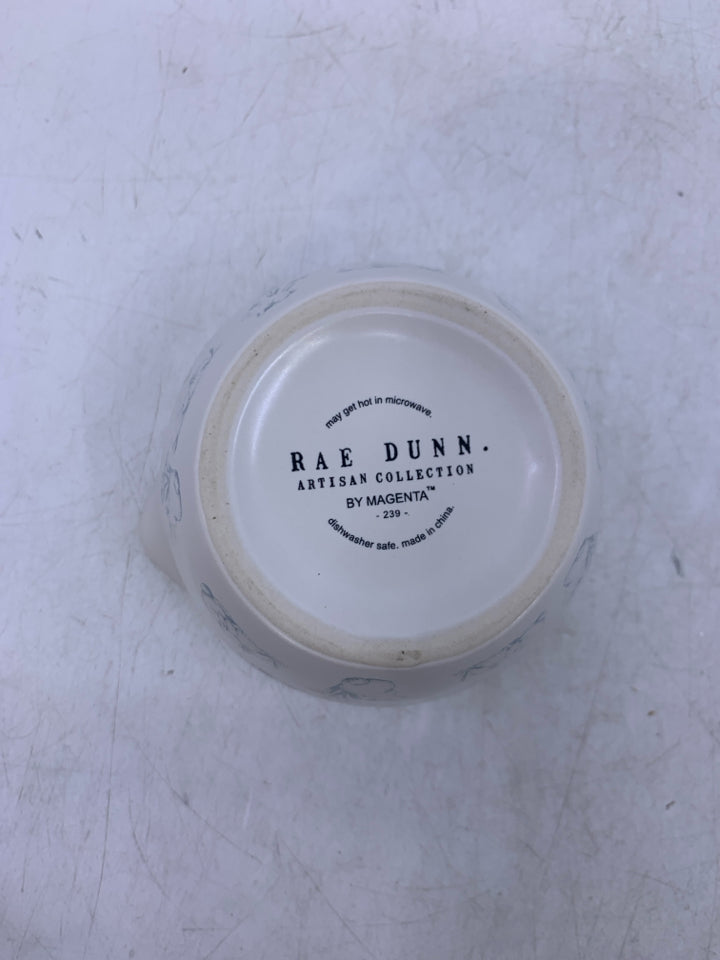 may get hot in microwave.
RAE DUNN.
ARTISAN COLLECTION
BY MAGENTA™
- 239 -
dishwasher safe. made in china.